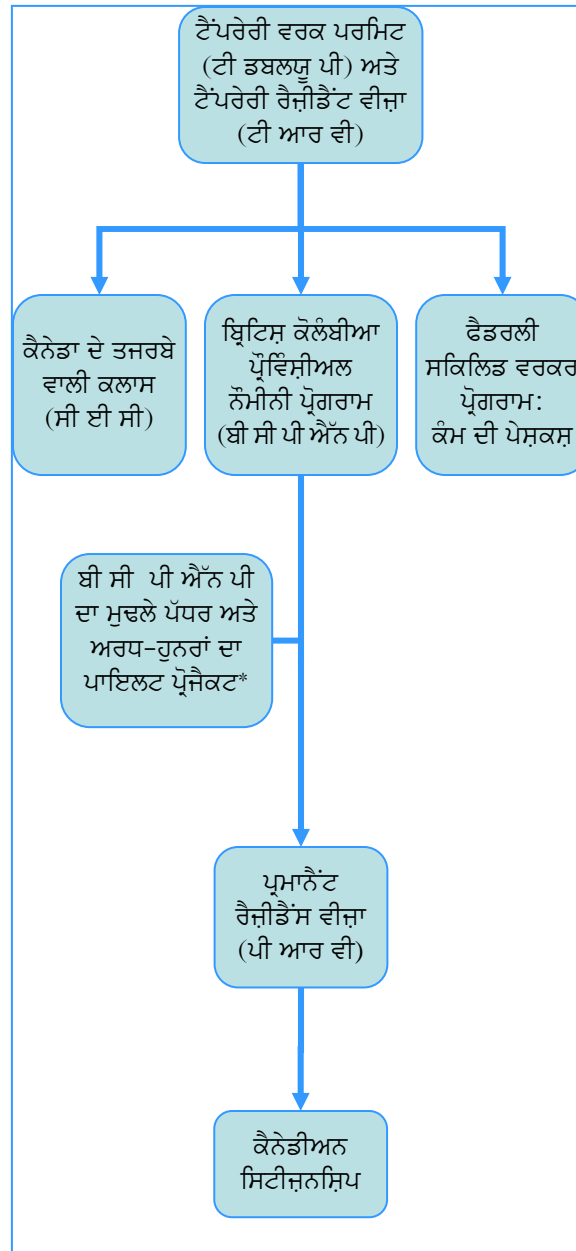 ਟੈਂਪਰੇਰੀ ਵਰਕ ਪਰਮਿਟ
(ਟੀ ਡਬਲਯੂ ਪੀ) ਅਤੇ
ਟੈਂਪਰੇਰੀ ਰੈਜ਼ੀਡੈਂਟ ਵੀਜ਼ਾ
(ਟੀ ਆਰ ਵੀ)
ਕੈਨੇਡਾ ਦੇ ਤਜਰਬੇ
ਵਾਲੀ ਕਲਾਸ
(ਸੀ ਈ ਸੀ)
ਬ੍ਰਿਟਿਸ਼ ਕੋਲੰਬੀਆ
ਪ੍ਰੌਵਿੰਸ਼ੀਅਲ
ਨੌਮੀਨੀ ਪ੍ਰੋਗਰਾਮ
(ਬੀ ਸੀ ਪੀ ਐੱਨ ਪੀ)
ਫੈਡਰਲੀ
ਸਕਿਲਿਡ ਵਰਕਰ
ਪ੍ਰੋਗਰਾਮ:
ਕੰਮ ਦੀ ਪੇਸ਼ਕਸ਼
ਬੀ ਸੀ ਪੀ ਐੱਨ ਪੀ
ਦਾ ਮੁਢਲੇ ਪੱਧਰ ਅਤੇ
ਅਰਧ-ਹੁਨਰਾਂ ਦਾ
ਪਾਇਲਟ ਪ੍ਰੋਜੈਕਟ*
ਪ੍ਰਮਾਨੈਂਟ
ਰੈਜ਼ੀਡੈਂਸ ਵੀਜ਼ਾ
(ਪੀ ਆਰ ਵੀ)
ਕੈਨੇਡੀਅਨ
ਸਿਟੀਜ਼ਨਸ਼ਿਪ